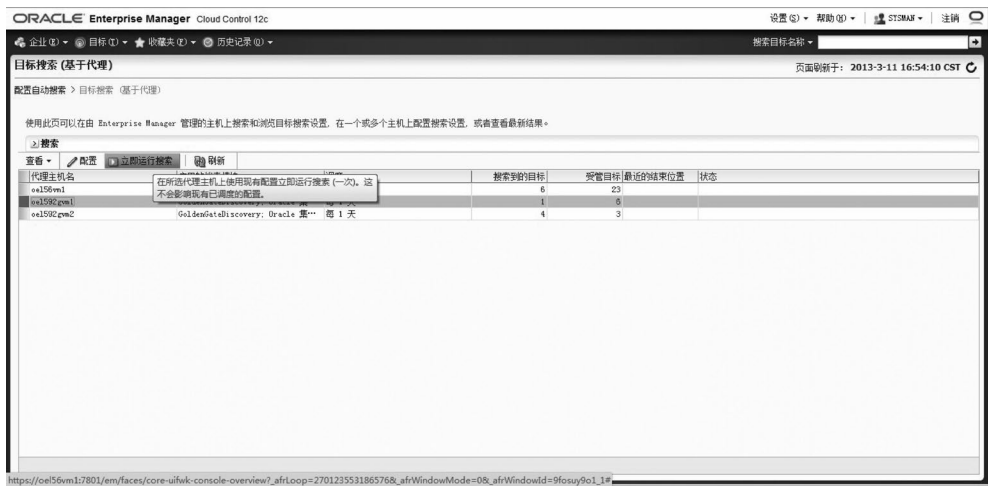 ORACLE Enterprise Manager Cloud Control 12c
设置(S) 帮助(H) SYSMAN 注销
企业(E) 目标(T) 收藏夹(F) 历史记录(O)
搜索目标名称
目标搜索 (基于代理)
页面刷新于: 2013-3-11 16:54:10 CST
配置自动搜索 > 目标搜索 (基于代理)
使用此页可以在由 Enterprise Manager 管理的主机上搜索和浏览目标搜索设置, 在一个或多个主机上配置搜索设置, 或者查看最新结果。
搜索
查看 配置 立即运行搜索 刷新
代理主机名 搜索到的目标 受管目标 最近的结束位置 状态
在所选代理主机上使用现有配置立即运行搜索 (一次)。这
不会影响现有已调度的配置。
oel56vm1 6 23
oel592gvm1 1 6
oel592gvm2 GoldenGateDiscovery; Oracle 集… 每 1 天 4 3
https://oel56vm1:7801/em/faces/core-uifwk-console-overview?_afrLoop=27012355318657​6&_afrWindowMode=0&_afrWindowId=9fosuy9o1_1#